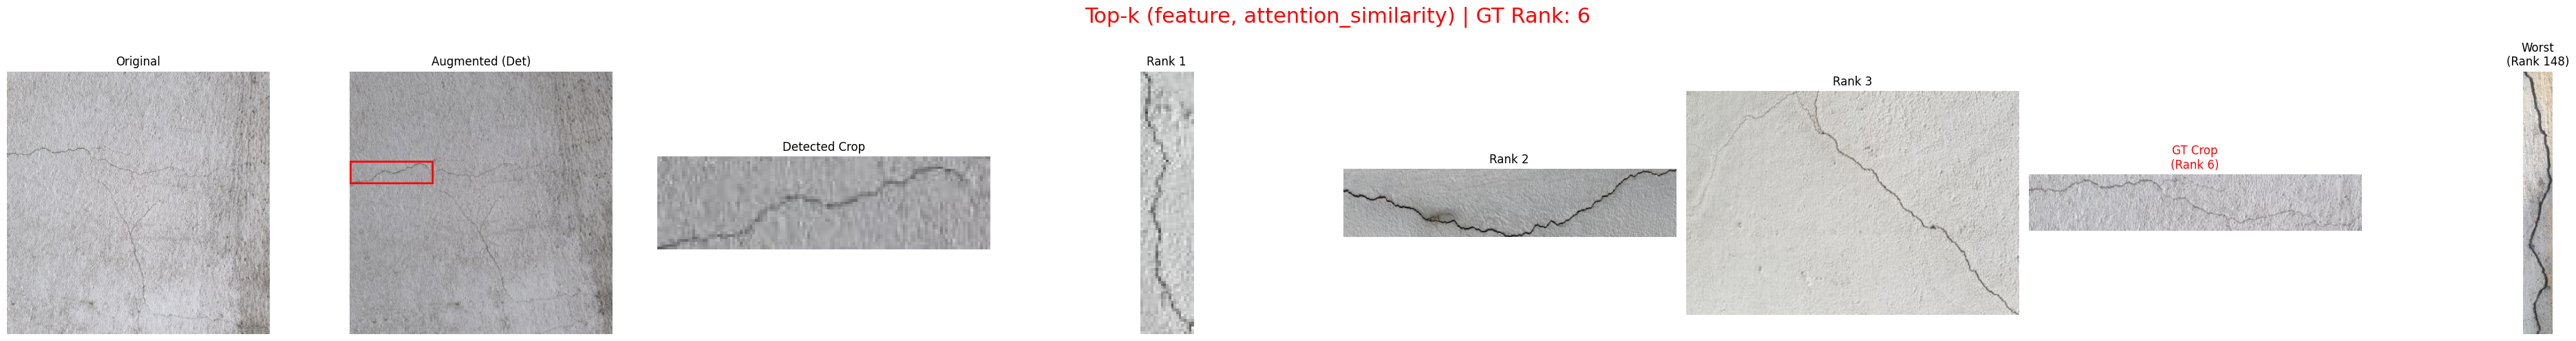 Top-k (feature, attention_similarity) | GT Rank: 6
Original
Augmented (Det)
Detected Crop
Rank 1
Rank 2
Rank 3
GT Crop
(Rank 6)
Worst
(Rank 148)